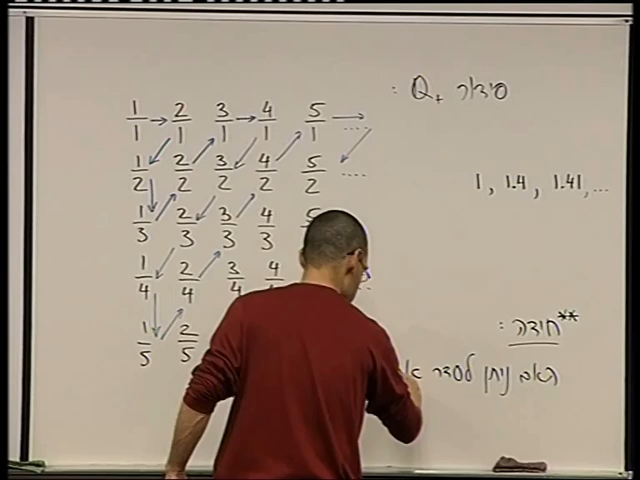 סידור Q₊ :
1/1 → 2/1 3/1 → 4/1 5/1 → ....
1/2 2/2 3/2 4/2 5/2 ....
1/3 2/3 3/3 4/3
1/4 2/4 3/4
1/5 2/5
1 , 1.4 , 1.41 , ...
חידה** :
האם ניתן לסדר